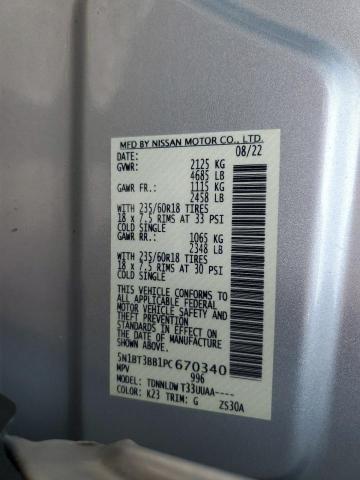 MFD BY NISSAN MOTOR CO., LTD.
DATE: 08/22
GVWR: 2125 KG
4685 LB
GAWR FR.: 1115 KG
2458 LB
WITH 235/60R18 TIRES
18 x 7.5 RIMS AT 33 PSI
COLD SINGLE
GAWR RR.: 1065 KG
2348 LB
WITH 235/60R18 TIRES
18 x 7.5 RIMS AT 30 PSI
COLD SINGLE
THIS VEHICLE CONFORMS TO
ALL APPLICABLE FEDERAL
MOTOR VEHICLE SAFETY AND
THEFT PREVENTION
STANDARDS IN EFFECT ON
THE DATE OF MANUFACTURE
SHOWN ABOVE.
5N1BT3BB1PC670340
MPV 996
MODEL: TDNNLDW T33UUAA----
COLOR: K23 TRIM: G ZS30A